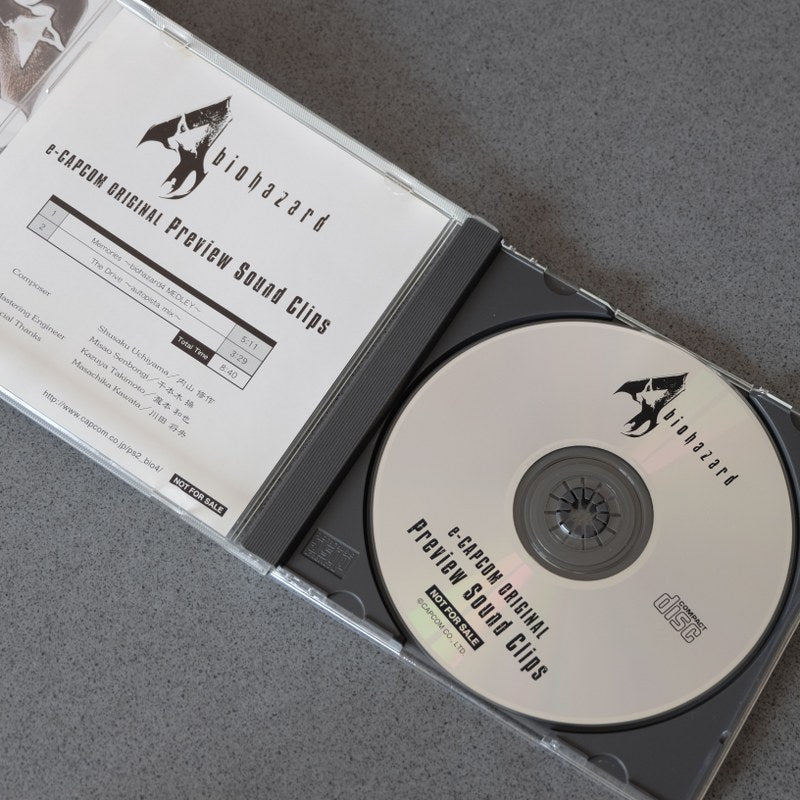 biohazard
e-CAPCOM ORIGINAL Preview Sound Clips
1 Memories ~biohazard4 MEDLEY~ 5:11
2 The Drive ~autopista mix~ 3:29
Total Time 8:40
Composer Shusaku Uchiyama/内山 修作
Mastering Engineer Misao Senbongi/千本木 操
cial Thanks Kazuya Takimoto/瀧本 和也
Masachika Kawata/川田 将央
http://www.capcom.co.jp/ps2_bio4/
NOT FOR SALE
biohazard
e-CAPCOM ORIGINAL
Preview Sound Clips
NOT FOR SALE
©CAPCOM CO., LTD.
COMPACT
disc